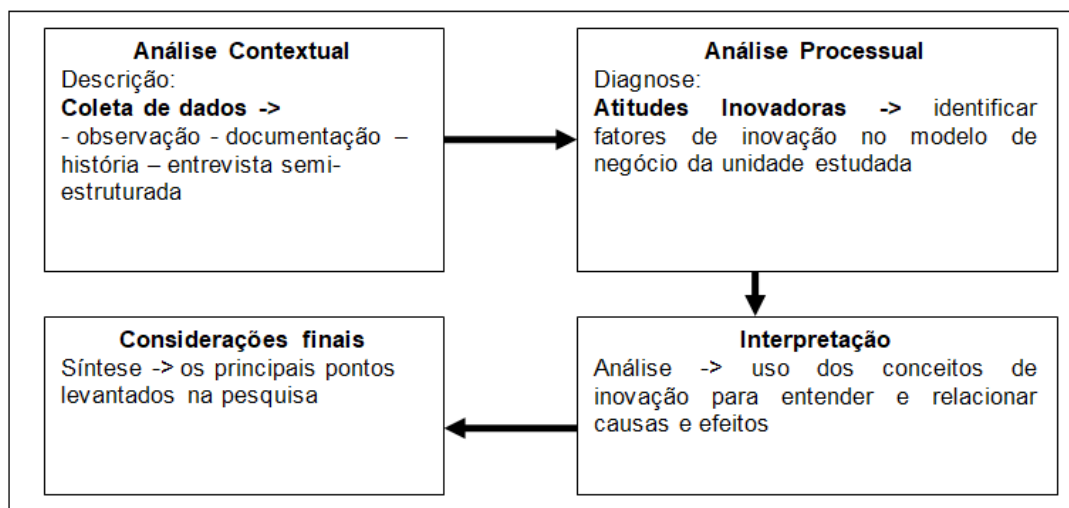 Análise Contextual
Descrição:
Coleta de dados ->
- observação - documentação –
história – entrevista semi-
estruturada
Análise Processual
Diagnose:
Atitudes Inovadoras -> identificar
fatores de inovação no modelo de
negócio da unidade estudada
Interpretação
Análise -> uso dos conceitos de
inovação para entender e relacionar
causas e efeitos
Considerações finais
Síntese -> os principais pontos
levantados na pesquisa